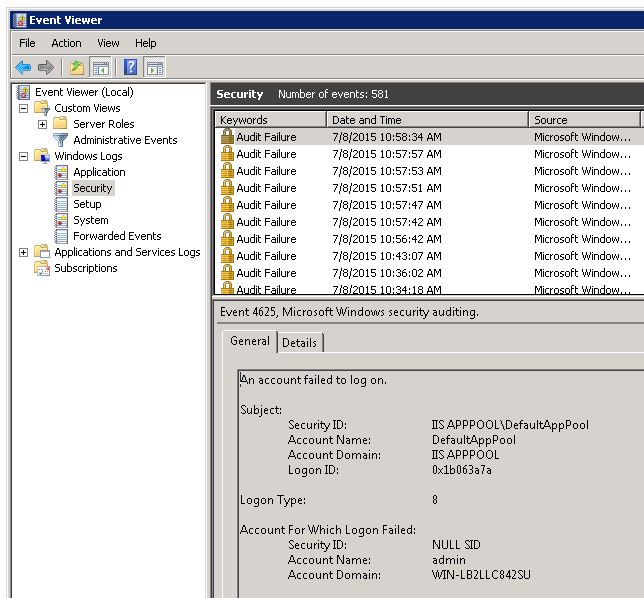 Event Viewer
File Action View Help
Event Viewer (Local)
Custom Views
Server Roles
Administrative Events
Windows Logs
Application
Security
Setup
System
Forwarded Events
Applications and Services Logs
Subscriptions
Security Number of events: 581
Keywords Date and Time Source
Audit Failure 7/8/2015 10:58:34 AM Microsoft Window...
Audit Failure 7/8/2015 10:57:57 AM Microsoft Window...
Audit Failure 7/8/2015 10:57:53 AM Microsoft Window...
Audit Failure 7/8/2015 10:57:51 AM Microsoft Window...
Audit Failure 7/8/2015 10:57:47 AM Microsoft Window...
Audit Failure 7/8/2015 10:57:42 AM Microsoft Window...
Audit Failure 7/8/2015 10:56:42 AM Microsoft Window...
Audit Failure 7/8/2015 10:43:07 AM Microsoft Window...
Audit Failure 7/8/2015 10:36:02 AM Microsoft Window...
Audit Failure 7/8/2015 10:34:18 AM Microsoft Window...
Event 4625, Microsoft Windows security auditing.
General Details
An account failed to log on.
Subject:
Security ID: IIS APPPOOL\DefaultAppPool
Account Name: DefaultAppPool
Account Domain: IIS APPPOOL
Logon ID: 0x1b063a7a
Logon Type: 8
Account For Which Logon Failed:
Security ID: NULL SID
Account Name: admin
Account Domain: WIN-LB2LLC842SU